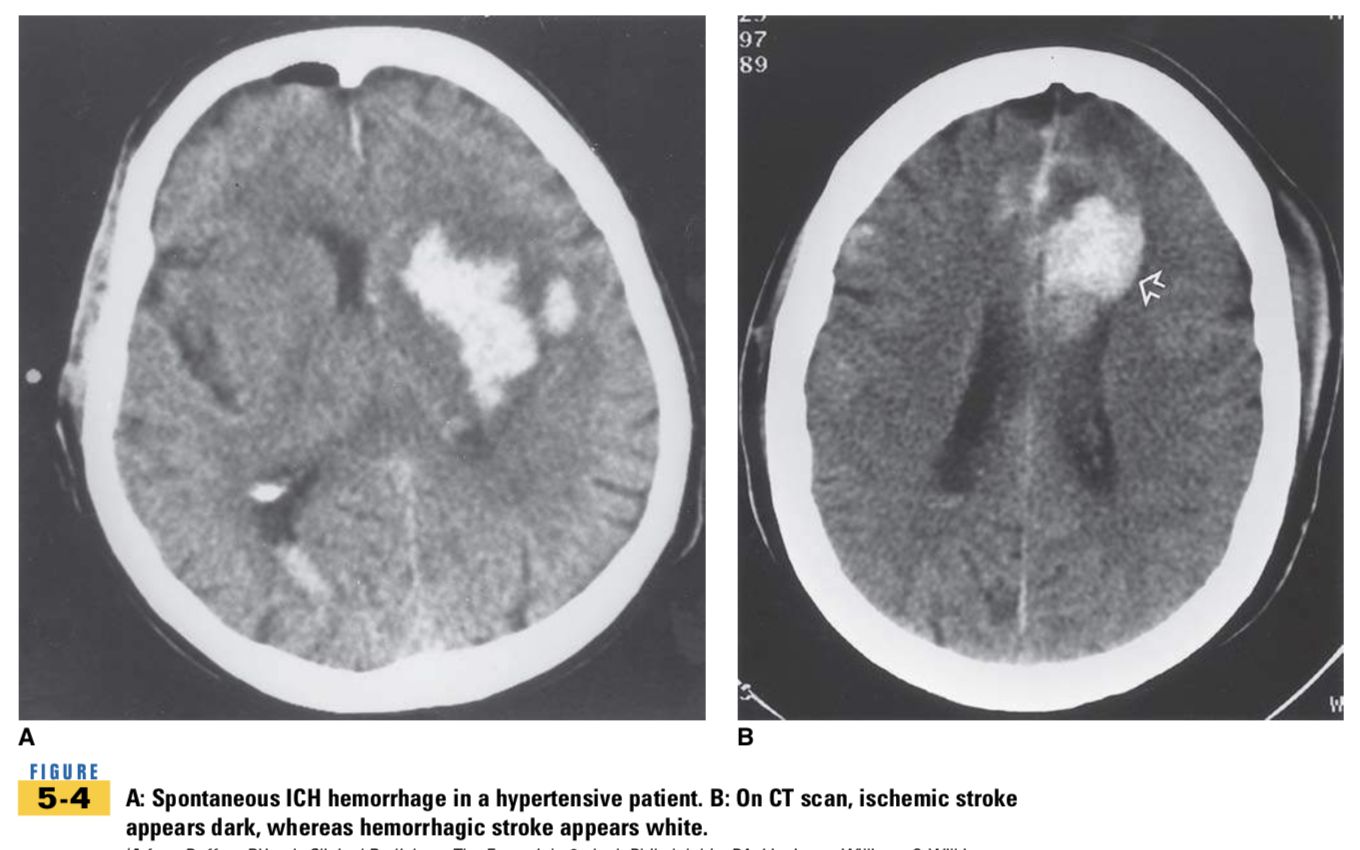 97
89
A
B
FIGURE
5-4
A: Spontaneous ICH hemorrhage in a hypertensive patient. B: On CT scan, ischemic stroke
appears dark, whereas hemorrhagic stroke appears white.